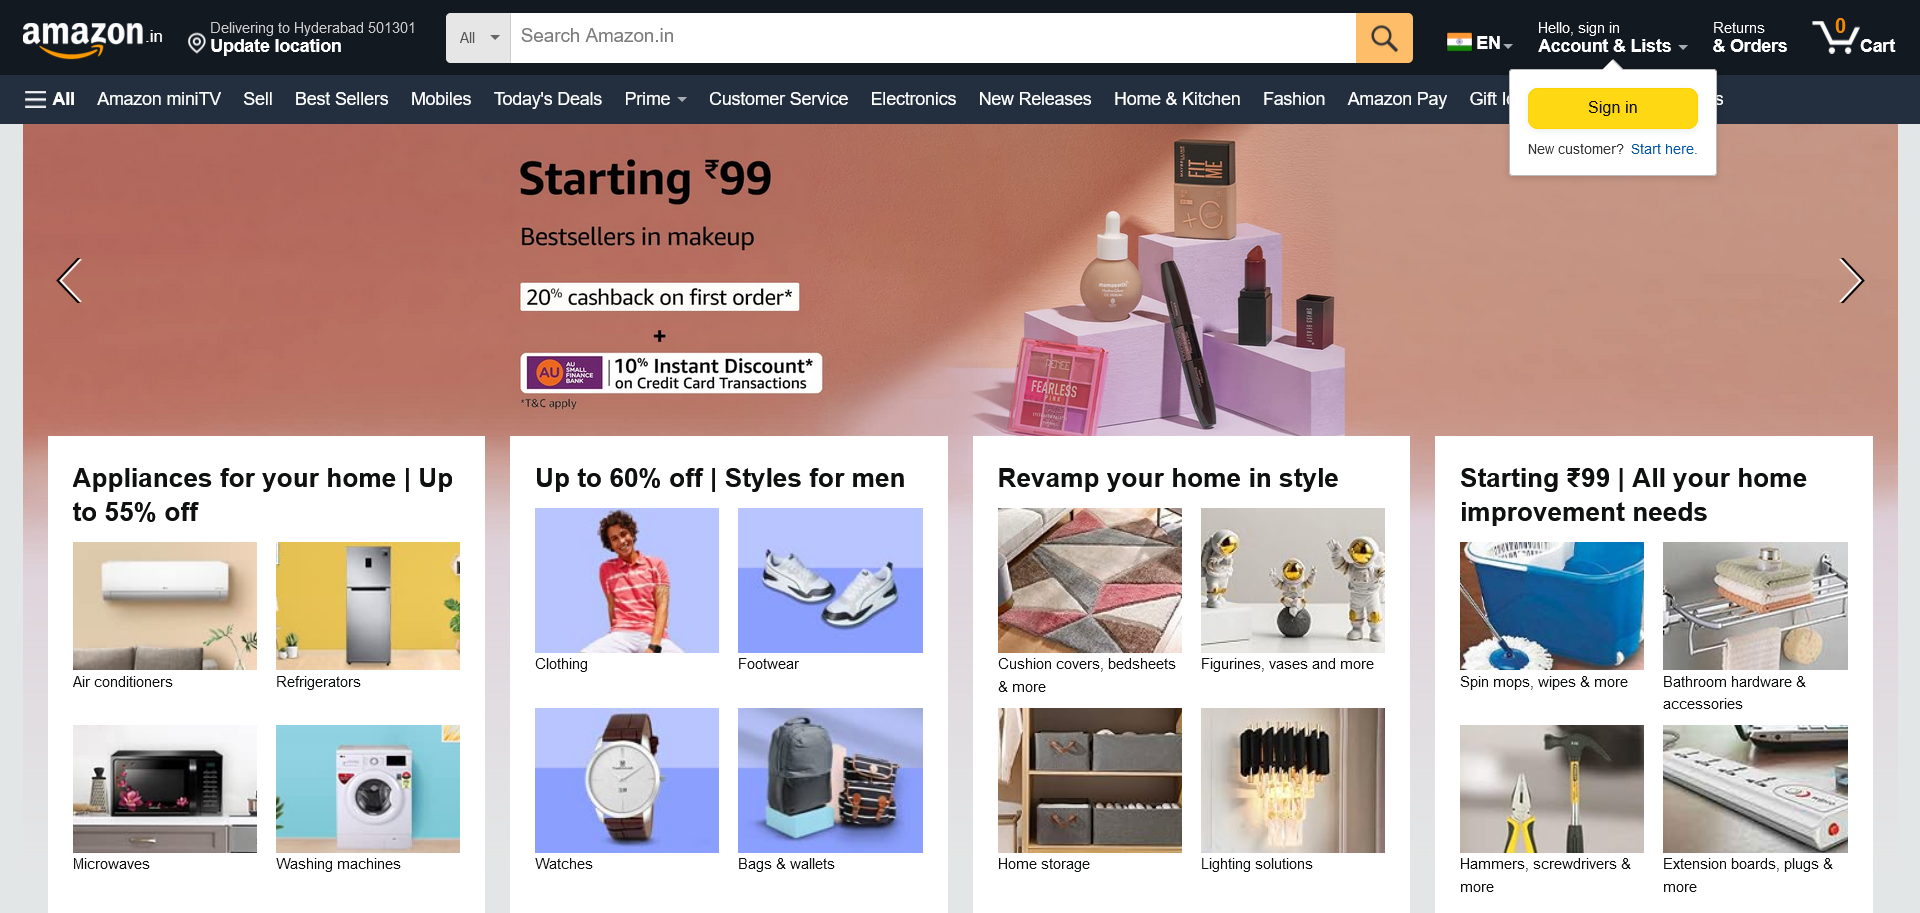 amazon.in
Delivering to Hyderabad 501301
Update location
All
Search Amazon.in
EN
Hello, sign in
Account & Lists
Returns
& Orders
0
Cart
All
Amazon miniTV
Sell
Best Sellers
Mobiles
Today's Deals
Prime
Customer Service
Electronics
New Releases
Home & Kitchen
Fashion
Amazon Pay
Gift
Sign in
New customer? Start here.
Starting ₹99
Bestsellers in makeup
20% cashback on first order*
+
AU
AU
SMALL
FINANCE
BANK
10% Instant Discount*
on Credit Card Transactions
*T&C apply
MAYBELLINE
FIT
ME
mamaearth
RENEE
FEARLESS
PINK
SWISS BEAUTY
Appliances for your home | Up
to 55% off
Air conditioners
Refrigerators
Microwaves
Washing machines
Up to 60% off | Styles for men
Clothing
Footwear
Watches
Bags & wallets
Revamp your home in style
Cushion covers, bedsheets
& more
Figurines, vases and more
Home storage
Lighting solutions
Starting ₹99 | All your home
improvement needs
Spin mops, wipes & more
Bathroom hardware &
accessories
Hammers, screwdrivers &
more
Extension boards, plugs &
more